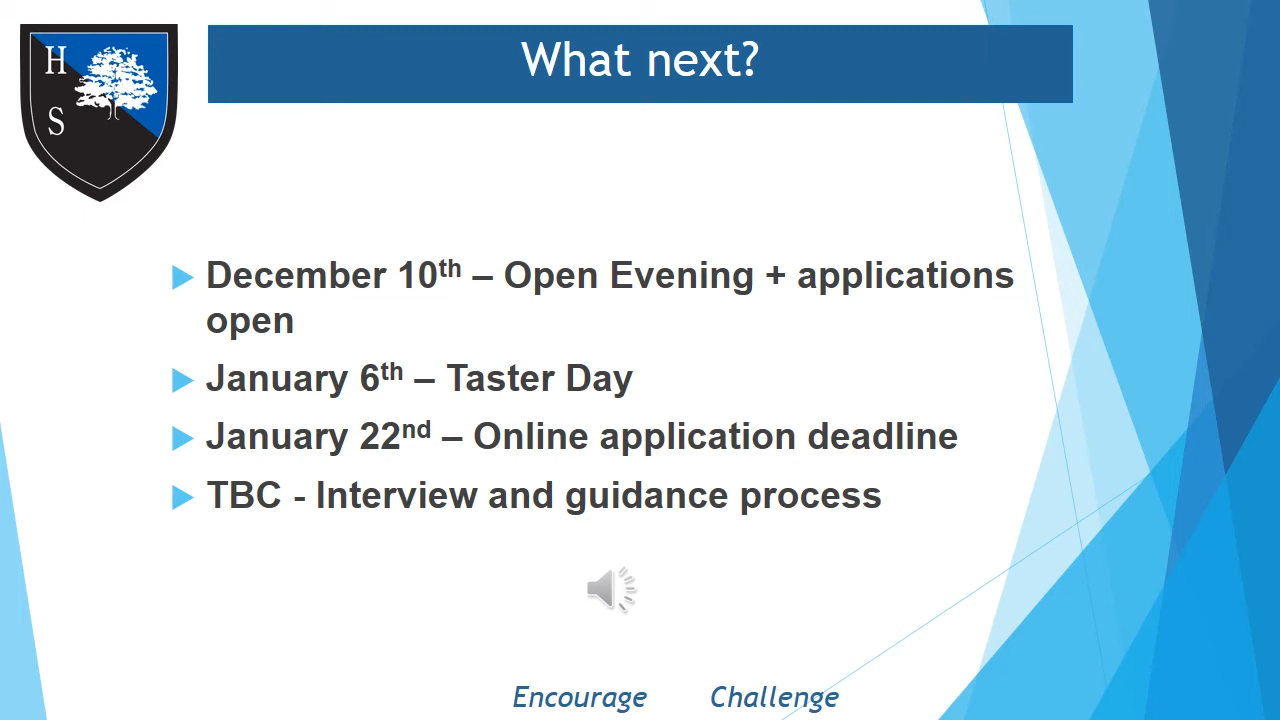 H
S
What next?
December 10th – Open Evening + applications
open
January 6th – Taster Day
January 22nd – Online application deadline
TBC - Interview and guidance process
Encourage Challenge